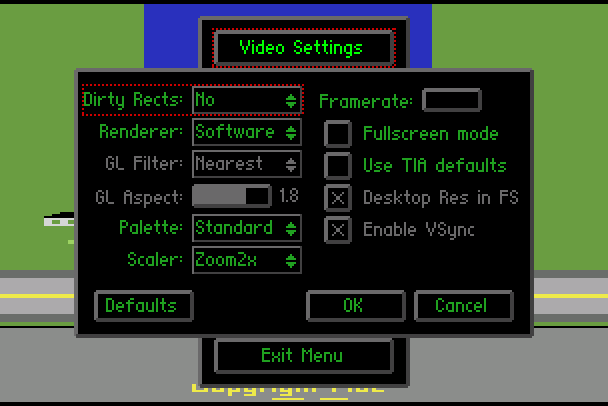 Video Settings
Dirty Rects: No
Framerate:
Renderer: Software
Fullscreen mode
GL Filter: Nearest
Use TIA defaults
GL Aspect: 1.8
Desktop Res in FS
Palette: Standard
Enable VSync
Scaler: Zoom2x
Defaults
OK
Cancel
Exit Menu